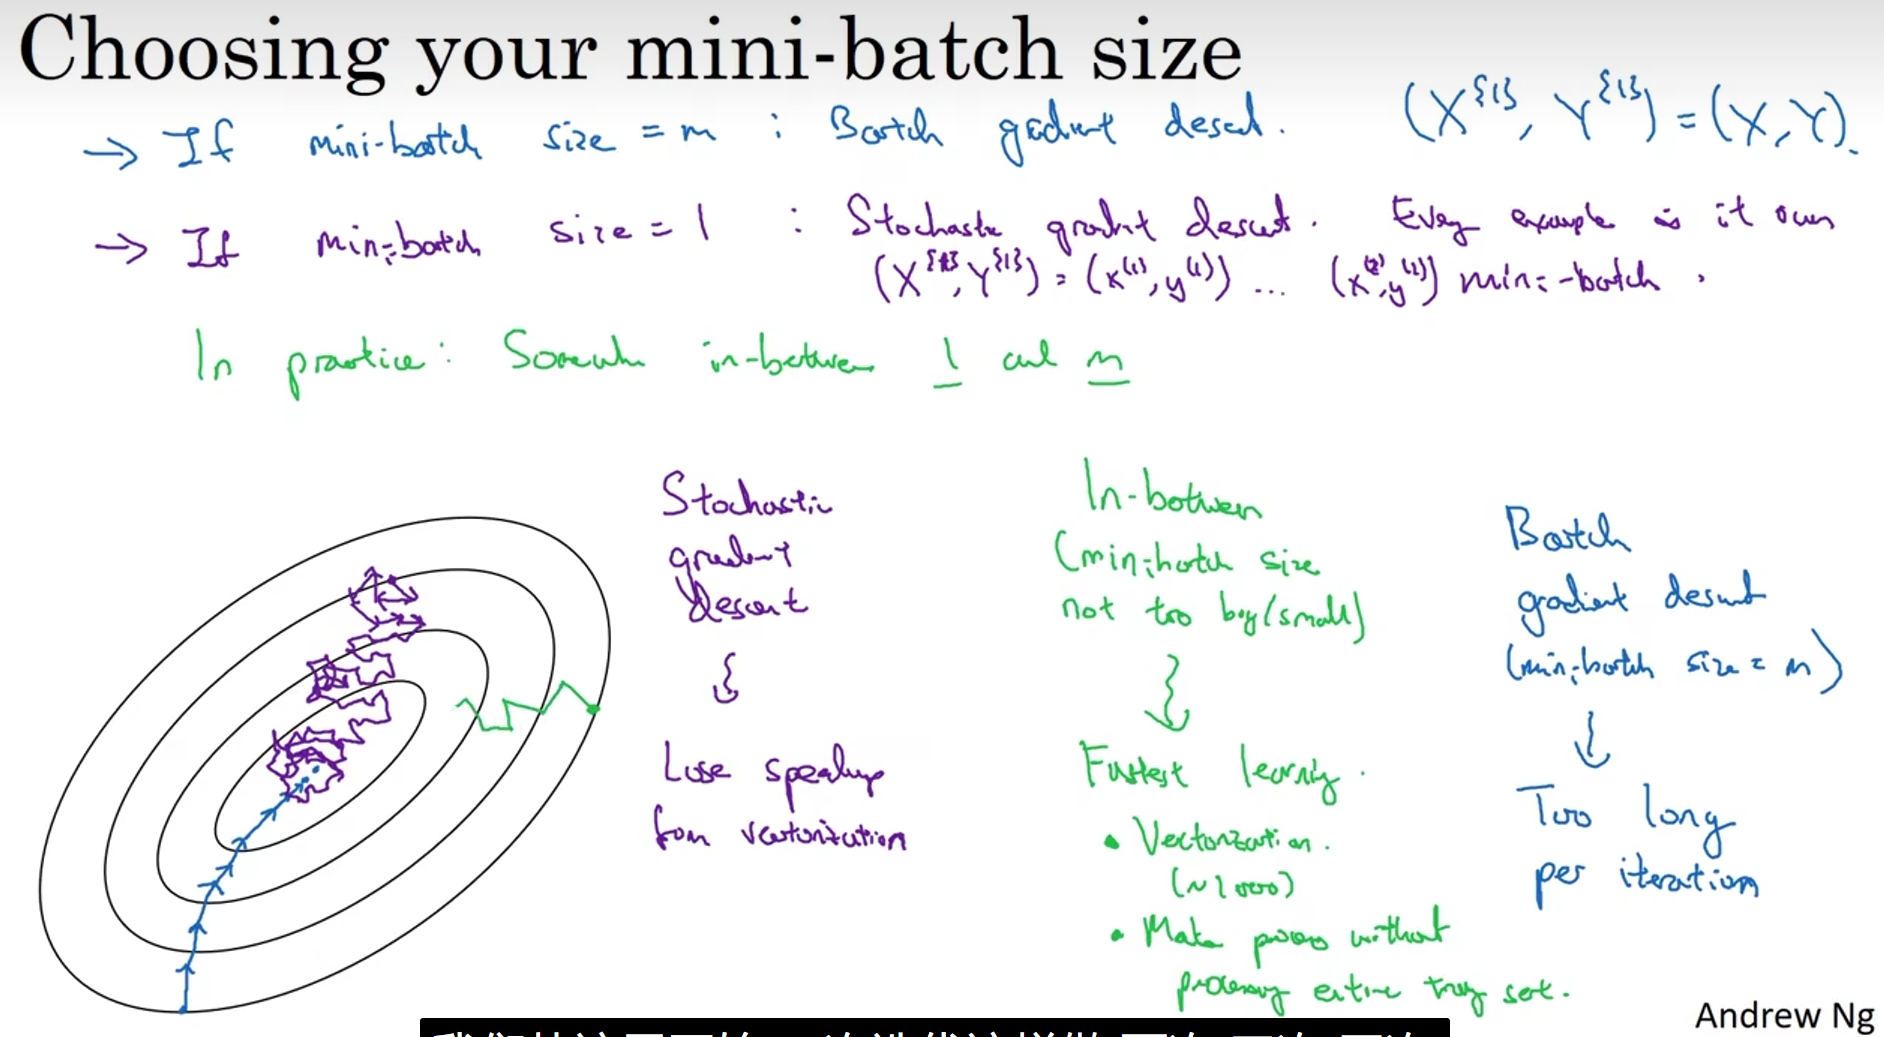 Choosing your mini-batch size
→ If mini-batch size = m : Batch gradient descent. (X^{1}, Y^{1}) = (X, Y).
→ If mini-batch size = 1 : Stochastic gradient descent. Every example is it own
(X^{1}, Y^{1}) = (x^(1), y^(1)) ... (x^(2), y^(2)) mini-batch.
In practice: Somewhere in-between 1 and m
Stochastic
gradient
descent
Lose speedup
from vectorization
In-between
(mini-batch size
not too big/small)
Fastest learning.
• Vectorization.
(~1000)
• Make progress without
processing entire training set.
Batch
gradient descent
(mini-batch size = m)
Too long
per iteration
Andrew Ng